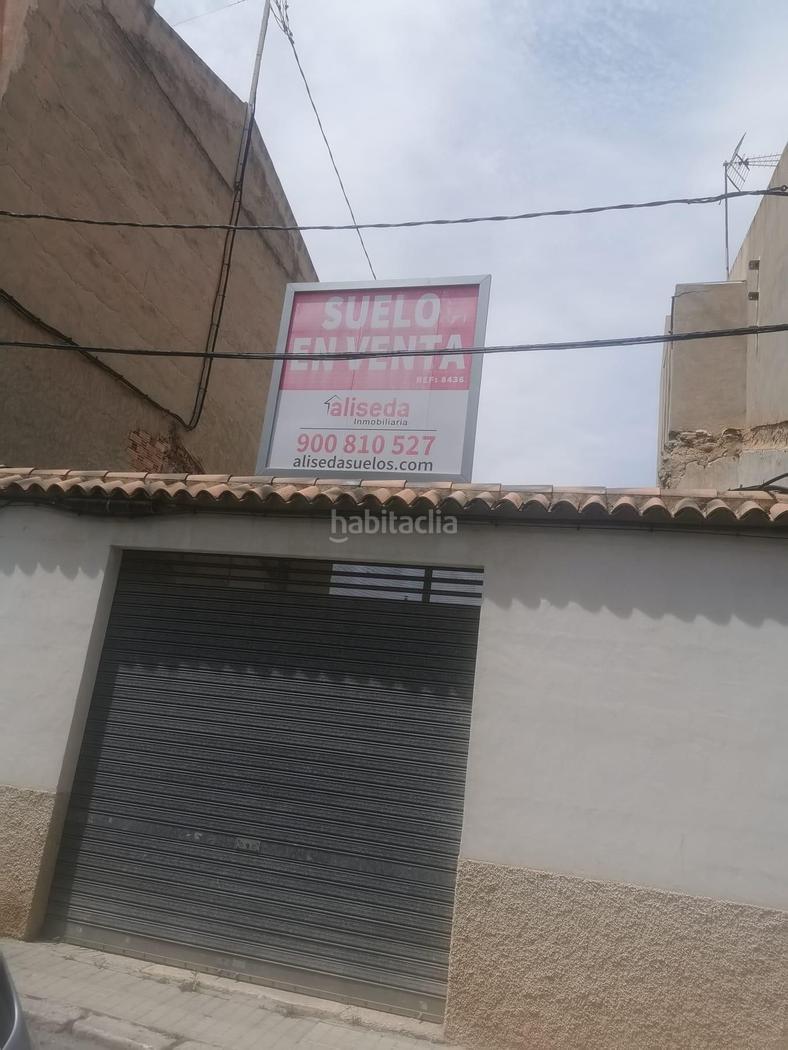 SUELO
EN VENTA
REF: 8436
aliseda
Inmobiliaria
900 810 527
alisedasuelos.com
habitaclia